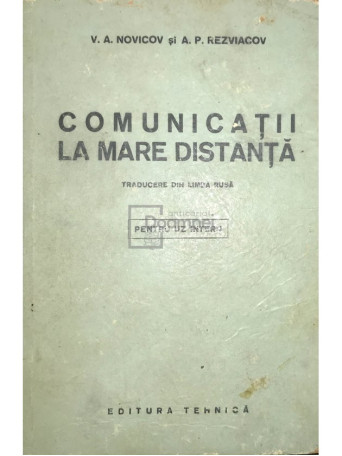 V. A. NOVICOV și A. P. REZVIACOV
COMUNICAȚII
LA MARE DISTANȚĂ
TRADUCERE DIN LIMBA RUSĂ
PENTRU UZ INTERN
EDITURA TEHNICĂ